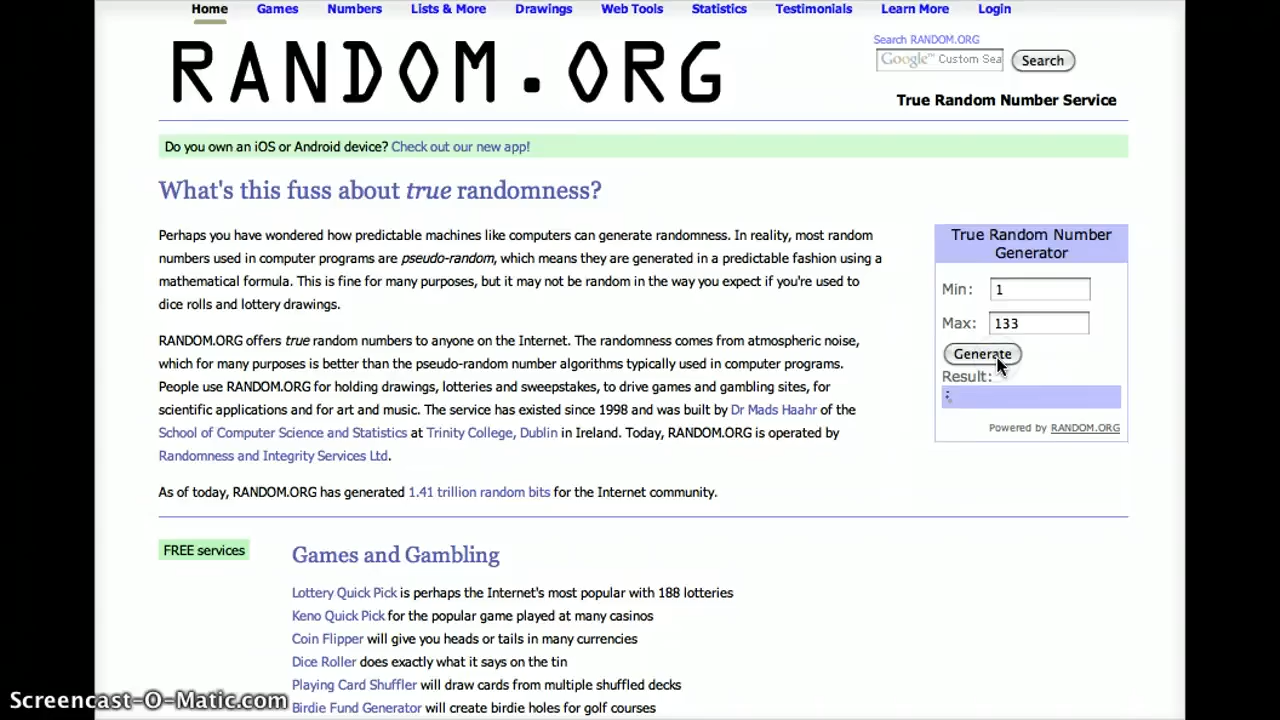 Home Games Numbers Lists & More Drawings Web Tools Statistics Testimonials Learn More Login
RANDOM.ORG
Search RANDOM.ORG
Google™ Custom Sea Search
True Random Number Service
Do you own an iOS or Android device? Check out our new app!
What's this fuss about true randomness?
Perhaps you have wondered how predictable machines like computers can generate randomness. In reality, most random
numbers used in computer programs are pseudo-random, which means they are generated in a predictable fashion using a
mathematical formula. This is fine for many purposes, but it may not be random in the way you expect if you're used to
dice rolls and lottery drawings.
RANDOM.ORG offers true random numbers to anyone on the Internet. The randomness comes from atmospheric noise,
which for many purposes is better than the pseudo-random number algorithms typically used in computer programs.
People use RANDOM.ORG for holding drawings, lotteries and sweepstakes, to drive games and gambling sites, for
scientific applications and for art and music. The service has existed since 1998 and was built by Dr Mads Haahr of the
School of Computer Science and Statistics at Trinity College, Dublin in Ireland. Today, RANDOM.ORG is operated by
Randomness and Integrity Services Ltd.
As of today, RANDOM.ORG has generated 1.41 trillion random bits for the Internet community.
True Random Number
Generator
Min: 1
Max: 133
Generate
Result:
Powered by RANDOM.ORG
FREE services
Games and Gambling
Lottery Quick Pick is perhaps the Internet's most popular with 188 lotteries
Keno Quick Pick for the popular game played at many casinos
Coin Flipper will give you heads or tails in many currencies
Dice Roller does exactly what it says on the tin
Playing Card Shuffler will draw cards from multiple shuffled decks
Birdie Fund Generator will create birdie holes for golf courses
Screencast-O-Matic.com